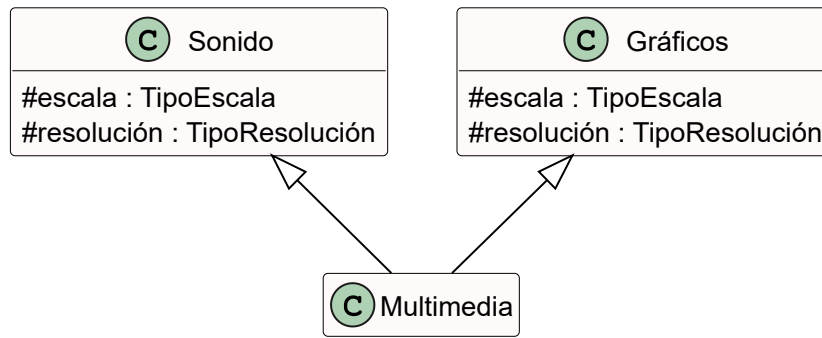 C Sonido
#escala : TipoEscala
#resolución : TipoResolución
C Gráficos
#escala : TipoEscala
#resolución : TipoResolución
C Multimedia